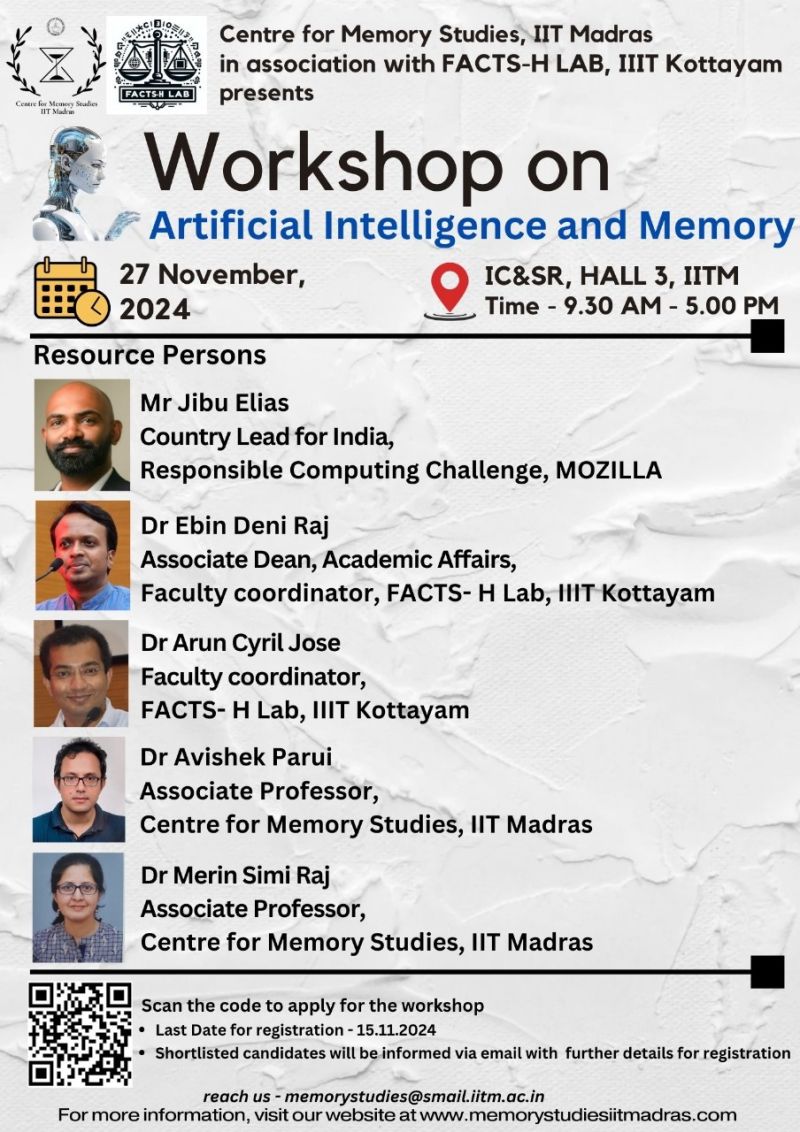 Centre for Memory Studies
IIT Madras
FACTS-H LAB
Centre for Memory Studies, IIT Madras
in association with FACTS-H LAB, IIIT Kottayam
presents
Workshop on
Artificial Intelligence and Memory
27 November,
2024
IC&SR, HALL 3, IITM
Time - 9.30 AM - 5.00 PM
Resource Persons
Mr Jibu Elias
Country Lead for India,
Responsible Computing Challenge, MOZILLA
Dr Ebin Deni Raj
Associate Dean, Academic Affairs,
Faculty coordinator, FACTS- H Lab, IIIT Kottayam
Dr Arun Cyril Jose
Faculty coordinator,
FACTS- H Lab, IIIT Kottayam
Dr Avishek Parui
Associate Professor,
Centre for Memory Studies, IIT Madras
Dr Merin Simi Raj
Associate Professor,
Centre for Memory Studies, IIT Madras
Scan the code to apply for the workshop
• Last Date for registration - 15.11.2024
• Shortlisted candidates will be informed via email with further details for registration
reach us - memorystudies@smail.iitm.ac.in
For more information, visit our website at www.memorystudiesiitmadras.com